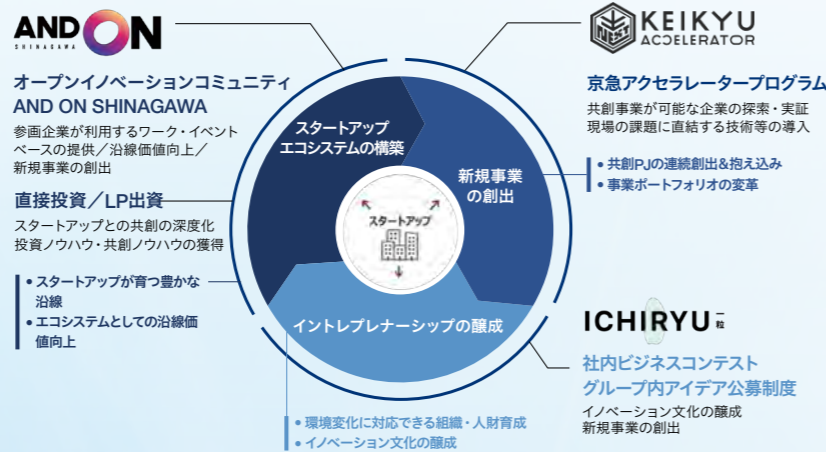 AND ON
SHINAGAWA
オープンイノベーションコミュニティ
AND ON SHINAGAWA
参画企業が利用するワーク・イベント
ベースの提供／沿線価値向上／
新規事業の創出
直接投資／LP出資
スタートアップとの共創の深度化
投資ノウハウ・共創ノウハウの獲得
• スタートアップが育つ豊かな
沿線
• エコシステムとしての沿線価
値向上
スタートアップ
エコシステムの構築
新規事業
の創出
スタートアップ
イントレプレナーシップの醸成
• 環境変化に対応できる組織・人財育成
• イノベーション文化の醸成
NEST
KEIKYU
ACCELERATOR
京急アクセラレータープログラム
共創事業が可能な企業の探索・実証
現場の課題に直結する技術等の導入
• 共創PJの連続創出&抱え込み
• 事業ポートフォリオの変革
ICHIRYU 一粒
社内ビジネスコンテスト
グループ内アイデア公募制度
イノベーション文化の醸成
新規事業の創出